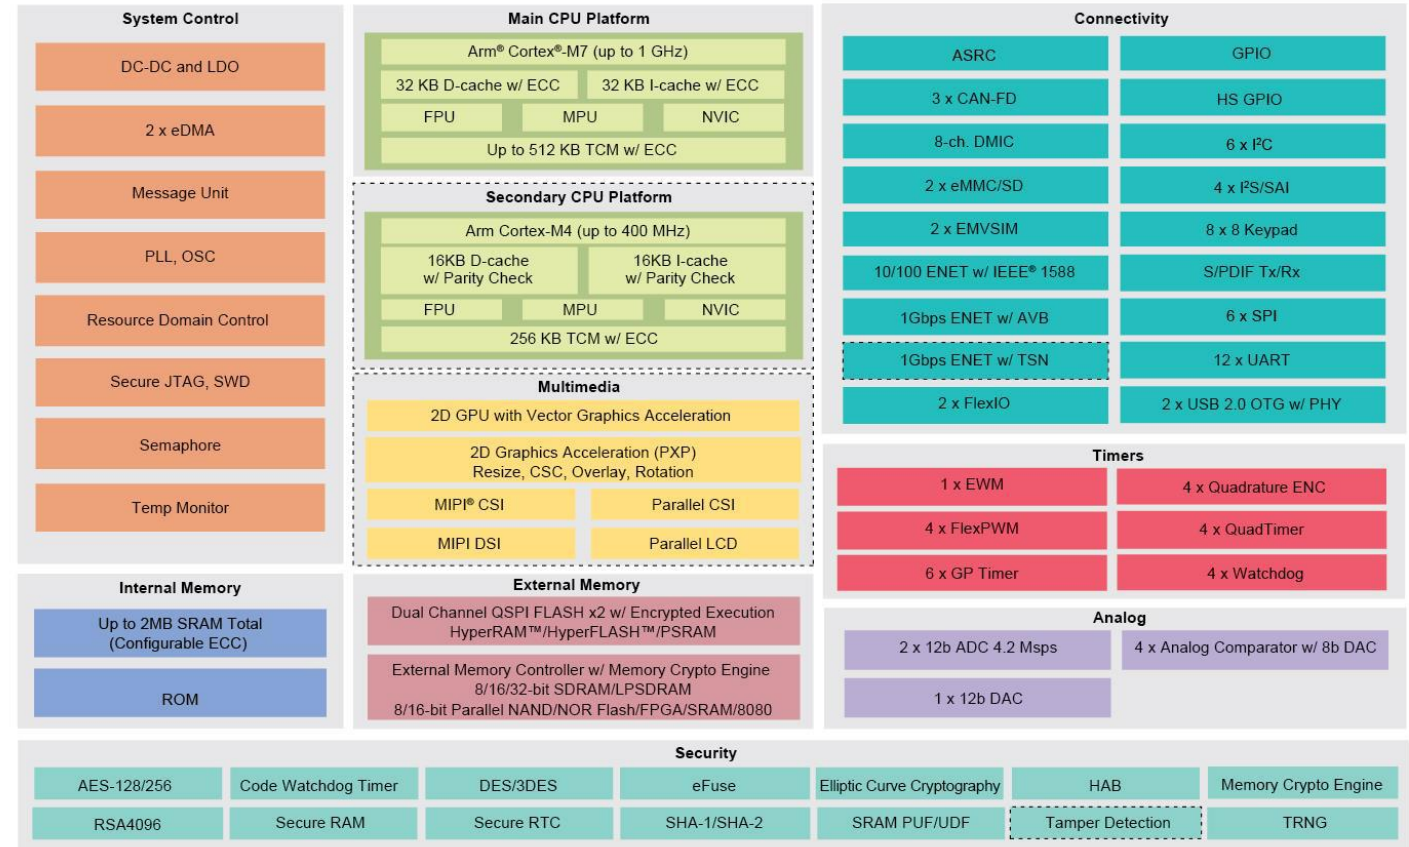 System Control
DC-DC and LDO
2 x eDMA
Message Unit
PLL, OSC
Resource Domain Control
Secure JTAG, SWD
Semaphore
Temp Monitor
Internal Memory
Up to 2MB SRAM Total
(Configurable ECC)
ROM
Main CPU Platform
Arm® Cortex®-M7 (up to 1 GHz)
32 KB D-cache w/ ECC
32 KB I-cache w/ ECC
FPU
MPU
NVIC
Up to 512 KB TCM w/ ECC
Secondary CPU Platform
Arm Cortex-M4 (up to 400 MHz)
16KB D-cache
w/ Parity Check
16KB I-cache
w/ Parity Check
FPU
MPU
NVIC
256 KB TCM w/ ECC
Multimedia
2D GPU with Vector Graphics Acceleration
2D Graphics Acceleration (PXP)
Resize, CSC, Overlay, Rotation
MIPI® CSI
Parallel CSI
MIPI DSI
Parallel LCD
External Memory
Dual Channel QSPI FLASH x2 w/ Encrypted Execution
HyperRAM™/HyperFLASH™/PSRAM
External Memory Controller w/ Memory Crypto Engine
8/16/32-bit SDRAM/LPSDRAM
8/16-bit Parallel NAND/NOR Flash/FPGA/SRAM/8080
Connectivity
ASRC
GPIO
3 x CAN-FD
HS GPIO
8-ch. DMIC
6 x I²C
2 x eMMC/SD
4 x I²S/SAI
2 x EMVSIM
8 x 8 Keypad
10/100 ENET w/ IEEE® 1588
S/PDIF Tx/Rx
1Gbps ENET w/ AVB
6 x SPI
1Gbps ENET w/ TSN
12 x UART
2 x FlexIO
2 x USB 2.0 OTG w/ PHY
Timers
1 x EWM
4 x Quadrature ENC
4 x FlexPWM
4 x QuadTimer
6 x GP Timer
4 x Watchdog
Analog
2 x 12b ADC 4.2 Msps
4 x Analog Comparator w/ 8b DAC
1 x 12b DAC
Security
AES-128/256
Code Watchdog Timer
DES/3DES
eFuse
Elliptic Curve Cryptography
HAB
Memory Crypto Engine
RSA4096
Secure RAM
Secure RTC
SHA-1/SHA-2
SRAM PUF/UDF
Tamper Detection
TRNG